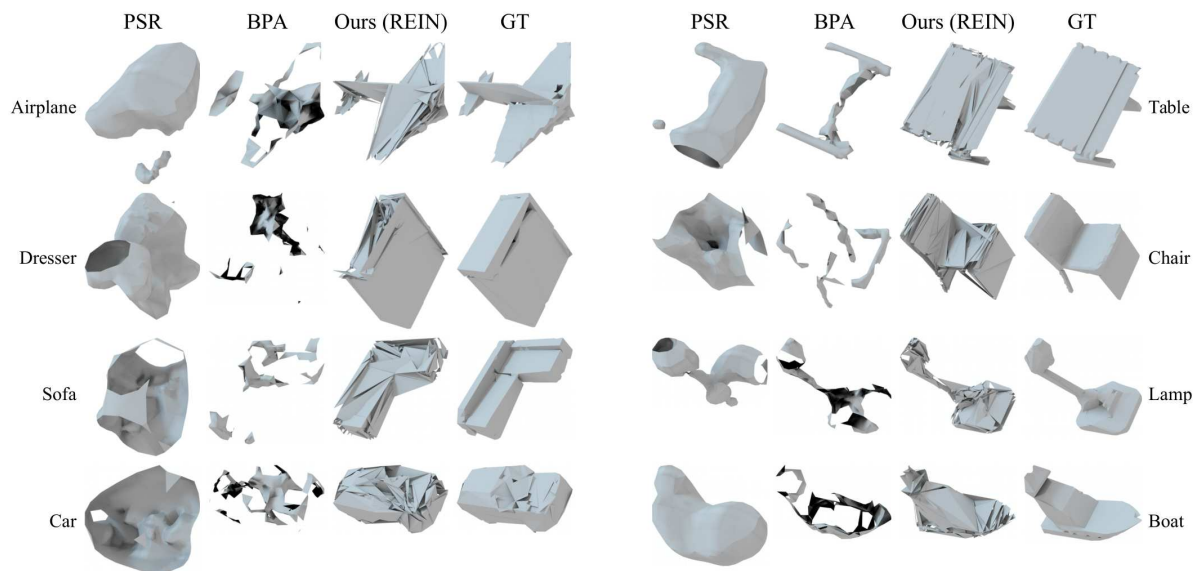 PSR BPA Ours (REIN) GT PSR BPA Ours (REIN) GT
Airplane Table
Dresser Chair
Sofa Lamp
Car Boat